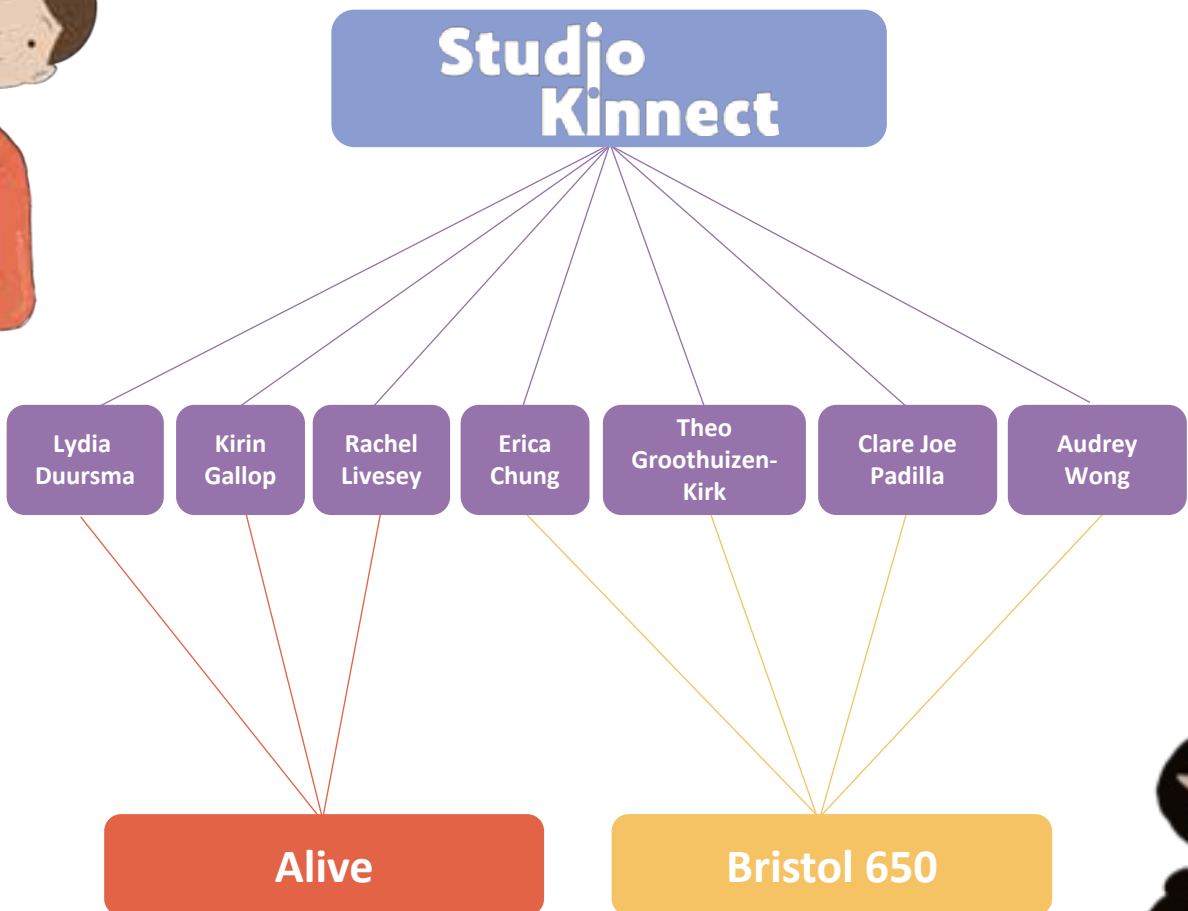 Studio
Kinnect
Lydia
Duursma
Kirin
Gallop
Rachel
Livesey
Erica
Chung
Theo
Groothuizen-
Kirk
Clare Joe
Padilla
Audrey
Wong
Alive
Bristol 650